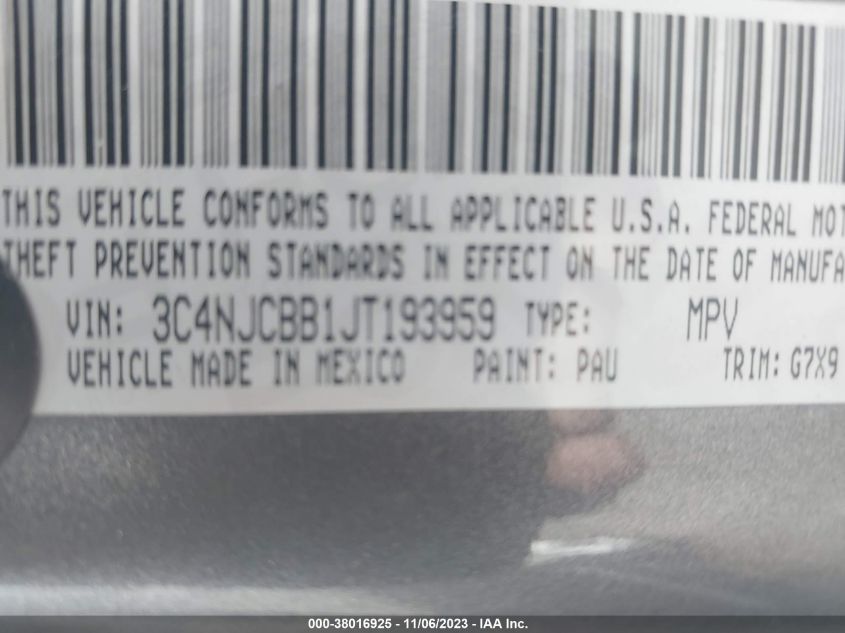 THIS VEHICLE CONFORMS TO ALL APPLICABLE U.S.A. FEDERAL MOT
THEFT PREVENTION STANDARDS IN EFFECT ON THE DATE OF MANUFA
VIN: 3C4NJCBB1JT193959 TYPE: MPV
VEHICLE MADE IN MEXICO PAINT: PAU TRIM: G7X9
000-38016925 - 11/06/2023 - IAA Inc.